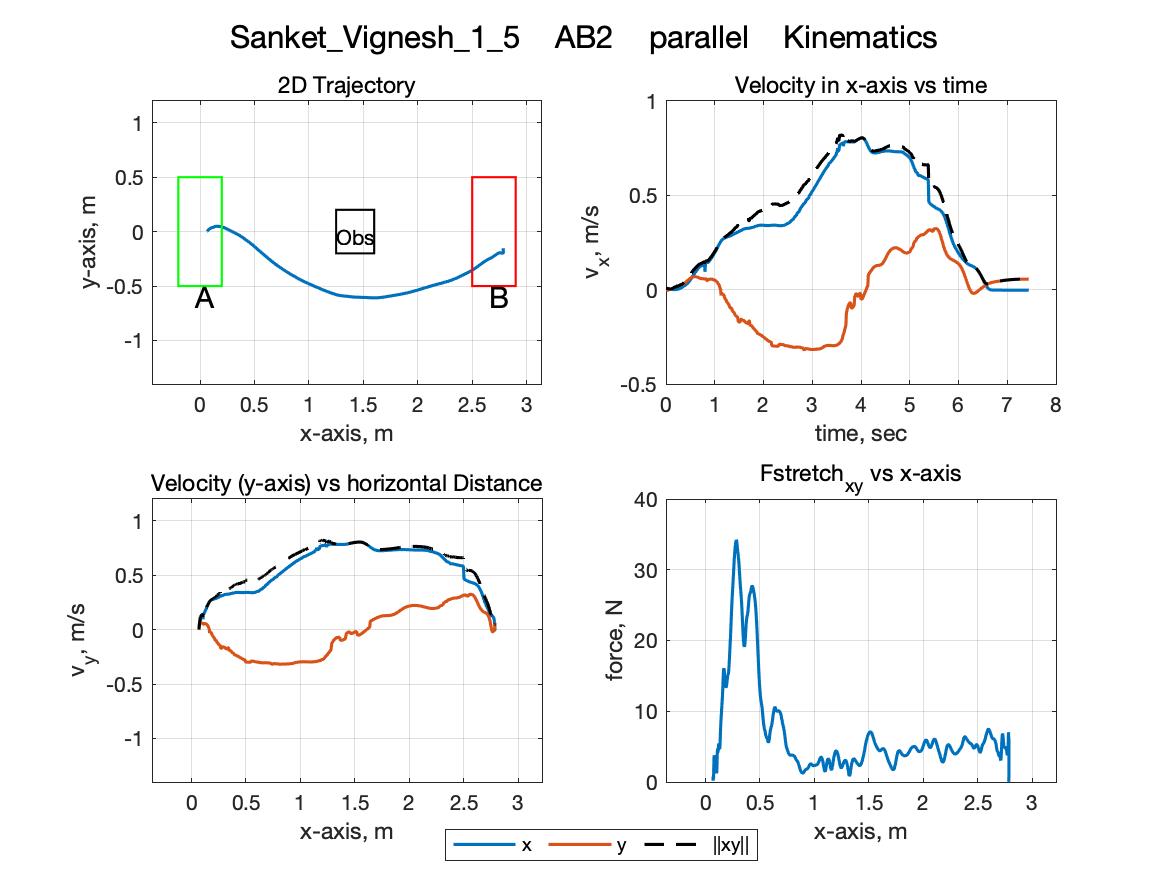 Sanket_Vignesh_1_5 AB2 parallel Kinematics
2D Trajectory
y-axis, m
1
0.5
0
-0.5
-1
A
Obs
B
0 0.5 1 1.5 2 2.5 3
x-axis, m
Velocity in x-axis vs time
v_x, m/s
1
0.5
0
-0.5
0 1 2 3 4 5 6 7 8
time, sec
Velocity (y-axis) vs horizontal Distance
v_y, m/s
1
0.5
0
-0.5
-1
0 0.5 1 1.5 2 2.5 3
x-axis, m
Fstretch_xy vs x-axis
force, N
40
30
20
10
0
0 0.5 1 1.5 2 2.5 3
x-axis, m
x y ||xy||